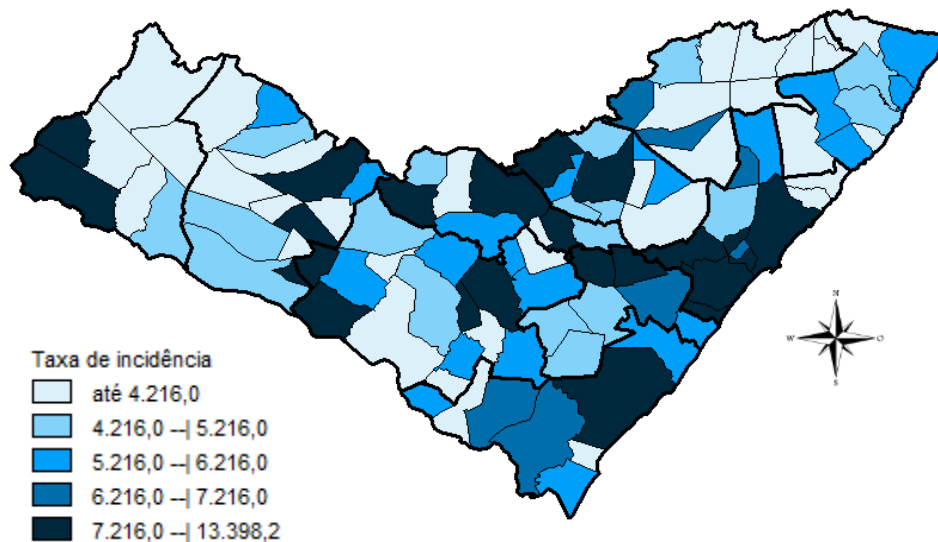 N
W
O
S
Taxa de incidência
até 4.216,0
4.216,0 --| 5.216,0
5.216,0 --| 6.216,0
6.216,0 --| 7.216,0
7.216,0 --| 13.398,2